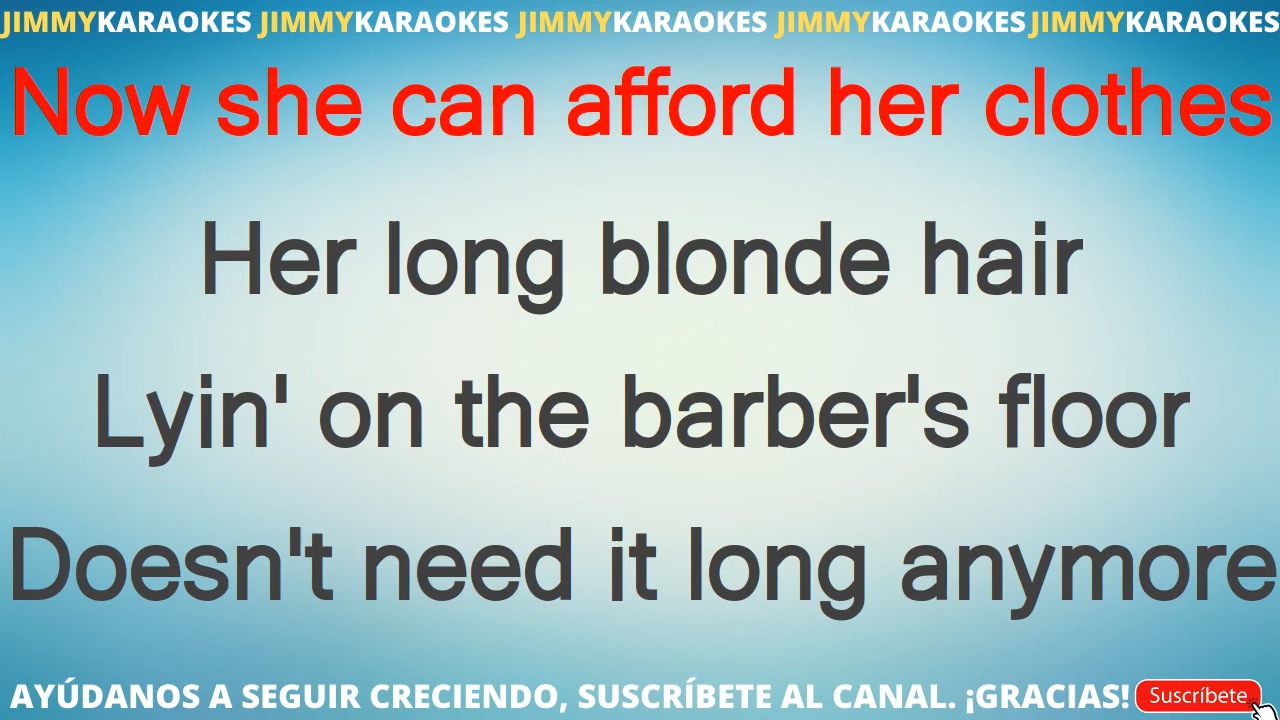 JIMMYKARAOKES JIMMYKARAOKES JIMMYKARAOKES JIMMYKARAOKES JIMMYKARAOKES
Now she can afford her clothes
Her long blonde hair
Lyin' on the barber's floor
Doesn't need it long anymore
AYÚDANOS A SEGUIR CRECIENDO, SUSCRÍBETE AL CANAL. ¡GRACIAS! Suscríbete